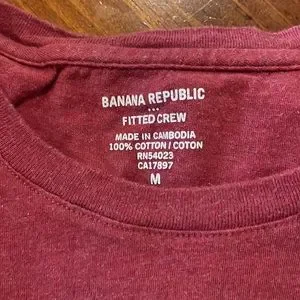 BANANA REPUBLIC
...
FITTED CREW
MADE IN CAMBODIA
100% COTTON / COTON
RN54023
CA17897
M